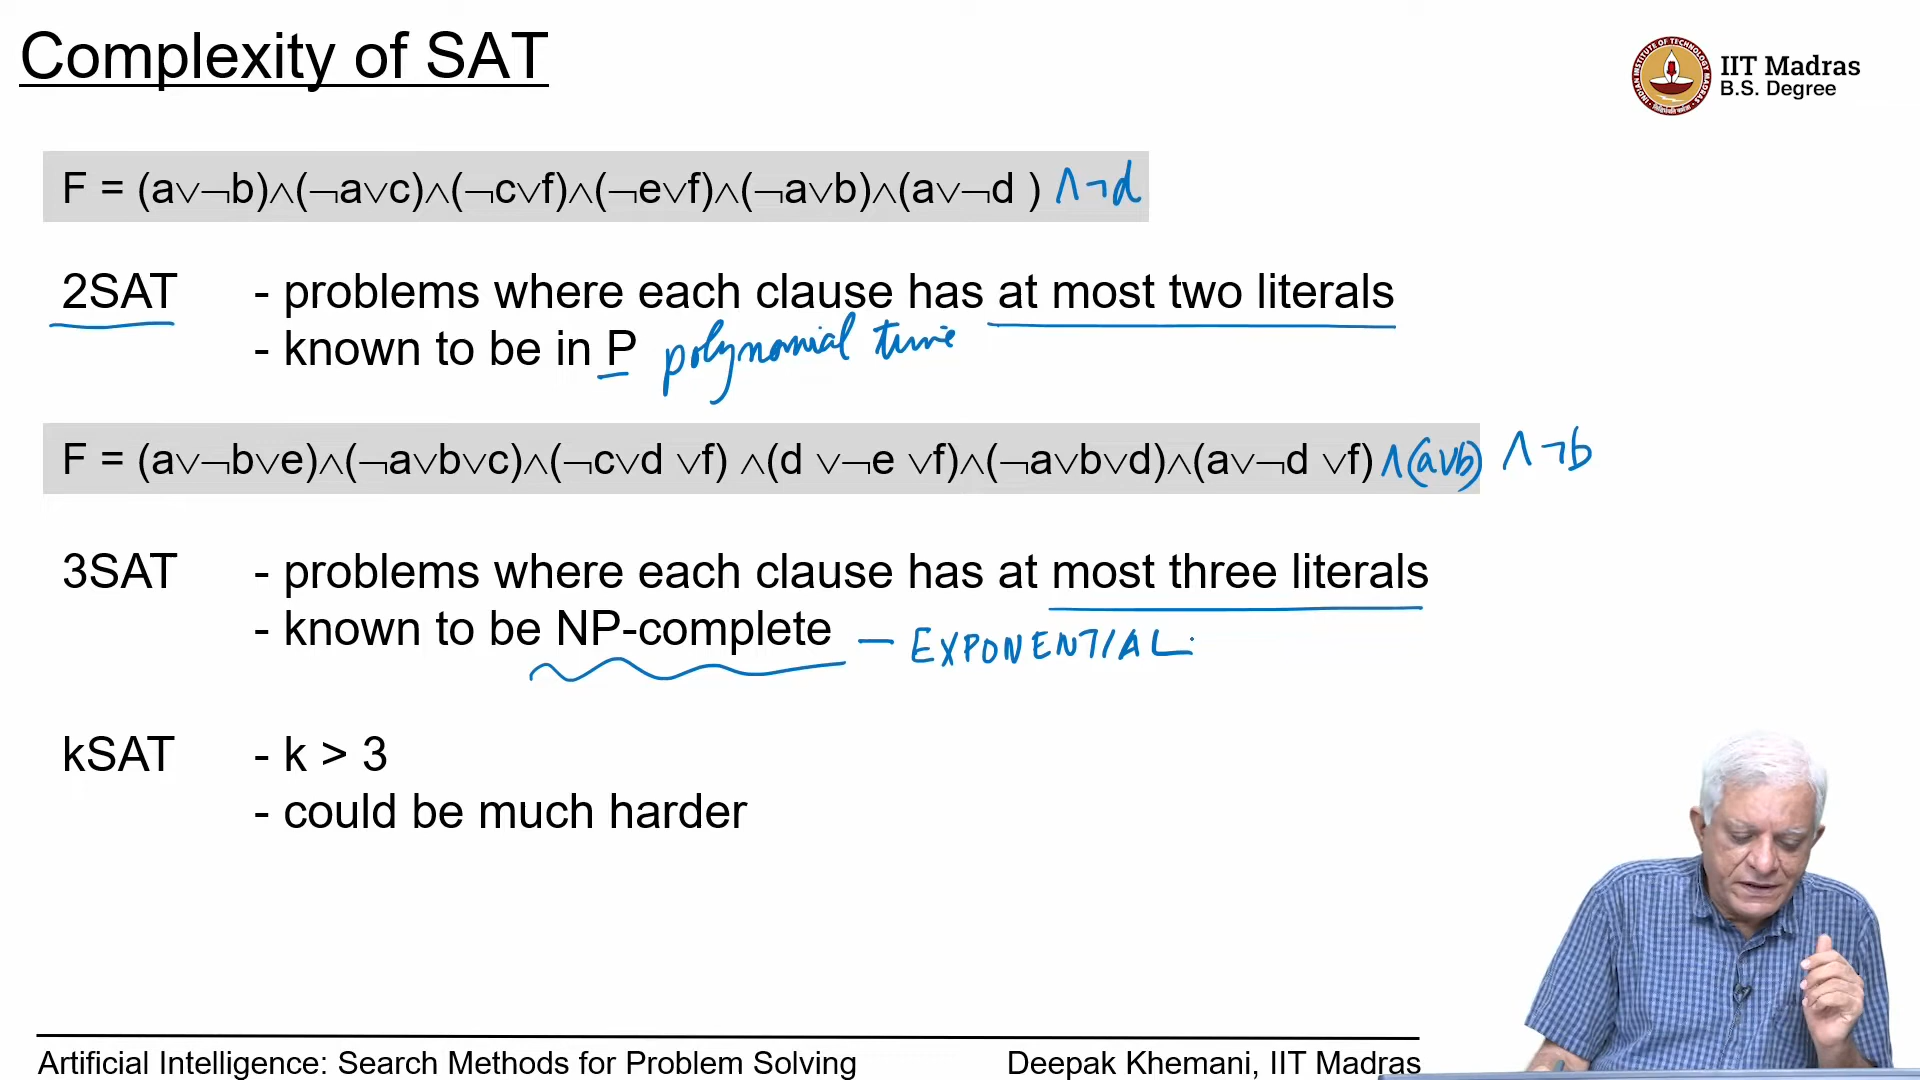 Complexity of SAT
IIT Madras
B.S. Degree
F = (a∨¬b)∧(¬a∨c)∧(¬c∨f)∧(¬e∨f)∧(¬a∨b)∧(a∨¬d ) ∧¬d
2SAT - problems where each clause has at most two literals
- known to be in P polynomial time
F = (a∨¬b∨e)∧(¬a∨b∨c)∧(¬c∨d ∨f) ∧(d ∨¬e ∨f)∧(¬a∨b∨d)∧(a∨¬d ∨f) ∧(a∨b) ∧¬b
3SAT - problems where each clause has at most three literals
- known to be NP-complete — EXPONENTIAL
kSAT - k > 3
- could be much harder
Artificial Intelligence: Search Methods for Problem Solving Deepak Khemani, IIT Madras